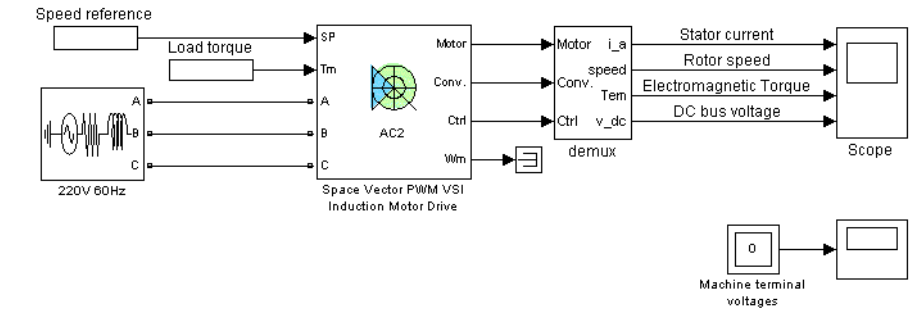 Speed reference
Load torque
SP
Tm
A
B
C
Motor
Conv.
Ctrl
Wm
AC2
Space Vector PWM VSI
Induction Motor Drive
A
B
C
220V 60Hz
Motor
Conv.
Ctrl
i_a
speed
Tem
v_dc
demux
Stator current
Rotor speed
Electromagnetic Torque
DC bus voltage
Scope
0
Machine terminal
voltages